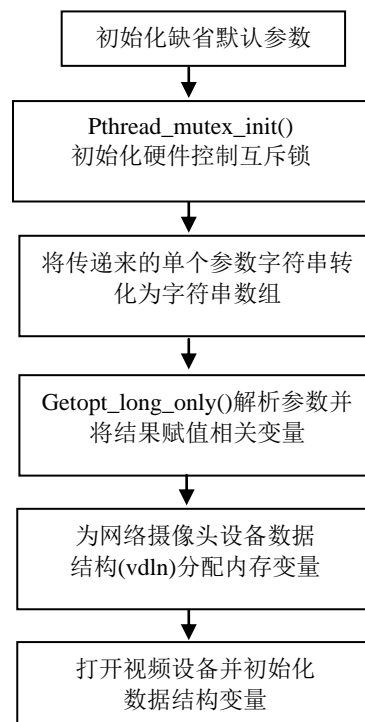 初始化缺省默认参数
Pthread_mutex_init()
初始化硬件控制互斥锁
将传递来的单个参数字符串转
化为字符串数组
Getopt_long_only()解析参数并
将结果赋值相关变量
为网络摄像头设备数据
结构(vdln)分配内存变量
打开视频设备并初始化
数据结构变量